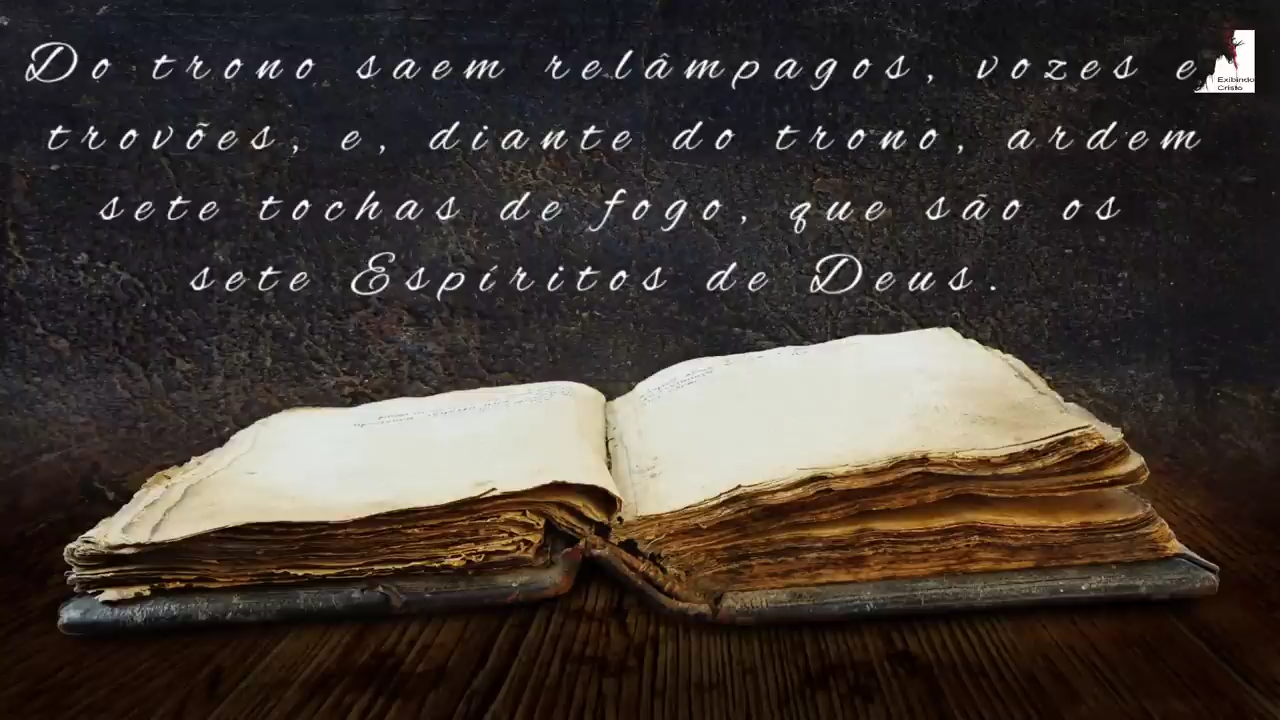 Do trono saem relâmpagos, vozes e
trovões, e, diante do trono, ardem
sete tochas de fogo, que são os
sete Espíritos de Deus.
Exibindo
Cristo